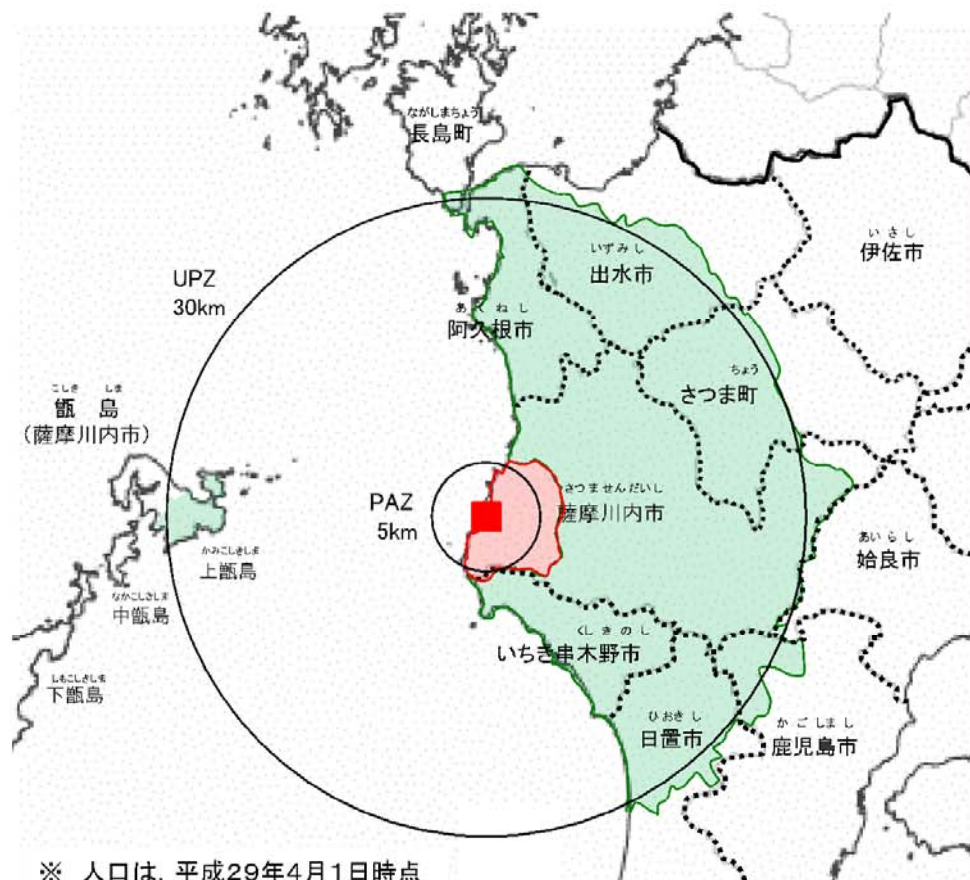 ながしまちょう
長島町
いさし
伊佐市
いずみし
出水市
UPZ
30km
あくねし
阿久根市
ちょう
さつま町
こしき しま
甑 島
(薩摩川内市)
PAZ
5km
さつませんだいし
薩摩川内市
かみこしきしま
上甑島
あいらし
姶良市
なかこしきしま
中甑島
くしきのし
いちき串木野市
しもこしきしま
下甑島
ひおきし
日置市
かごしまし
鹿児島市
※ 人口は，平成29年4月1日時点